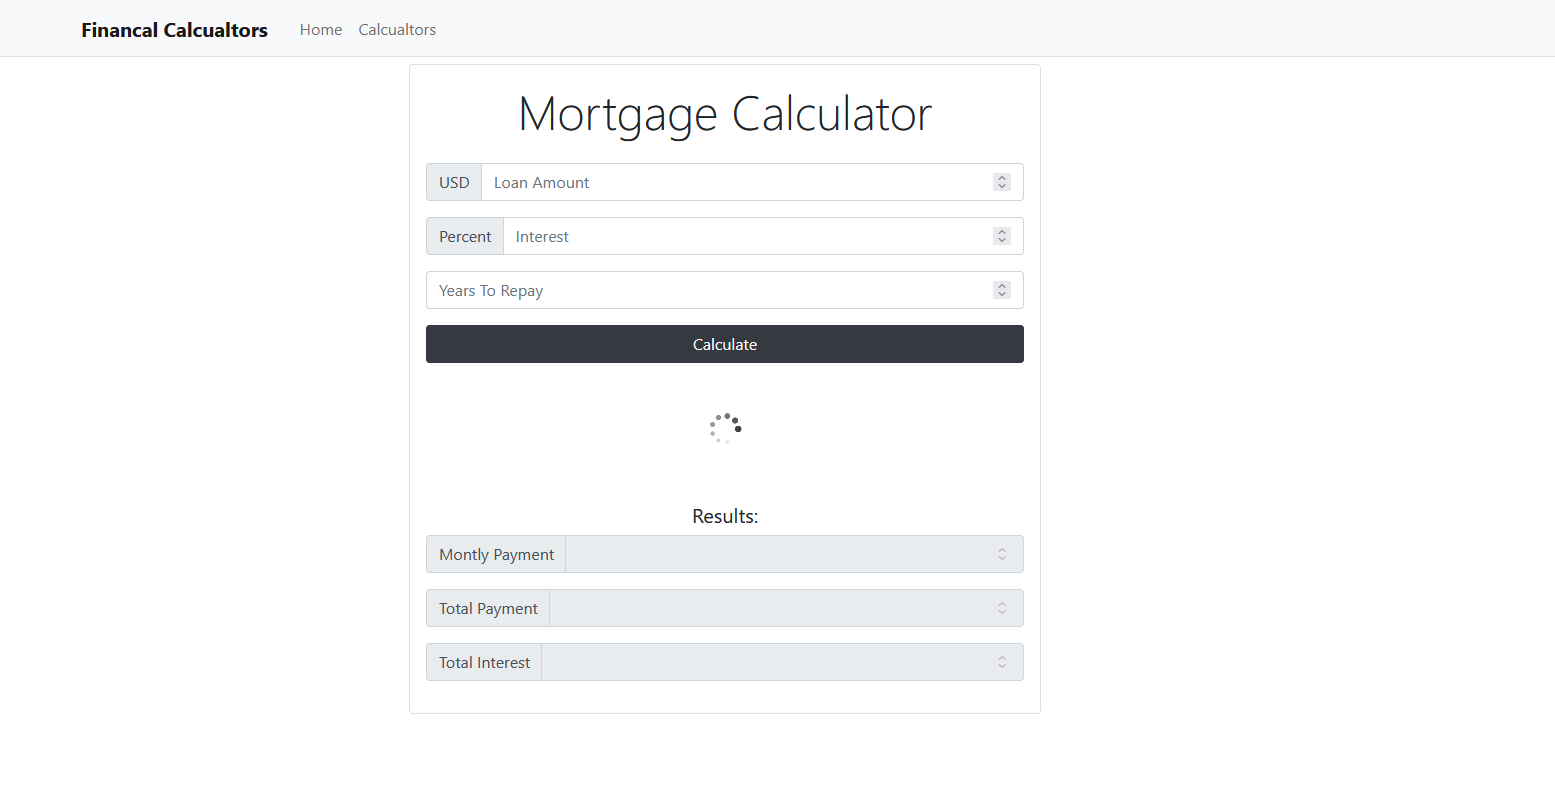 Financal Calcualtors Home Calcualtors
Mortgage Calculator
USD Loan Amount
Percent Interest
Years To Repay
Calculate
Results:
Montly Payment
Total Payment
Total Interest